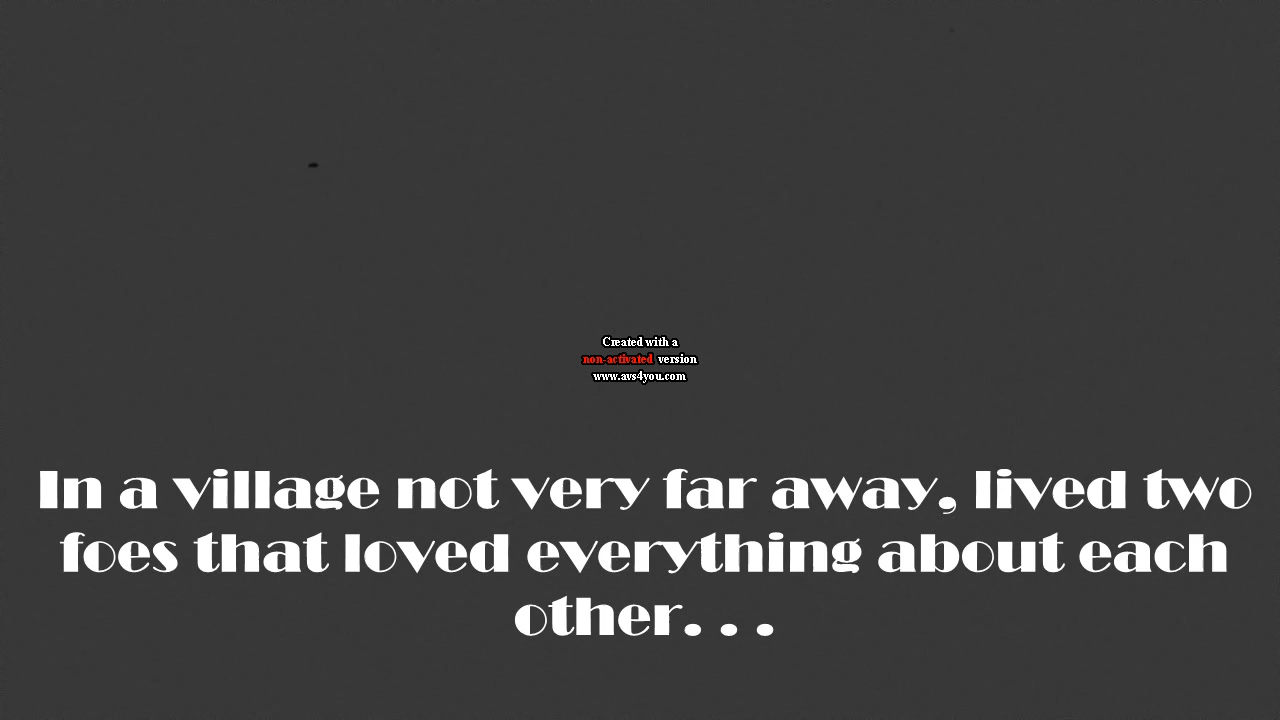 Created with a
non-activated version
www.avs4you.com
In a village not very far away, lived two
foes that loved everything about each
other. . .